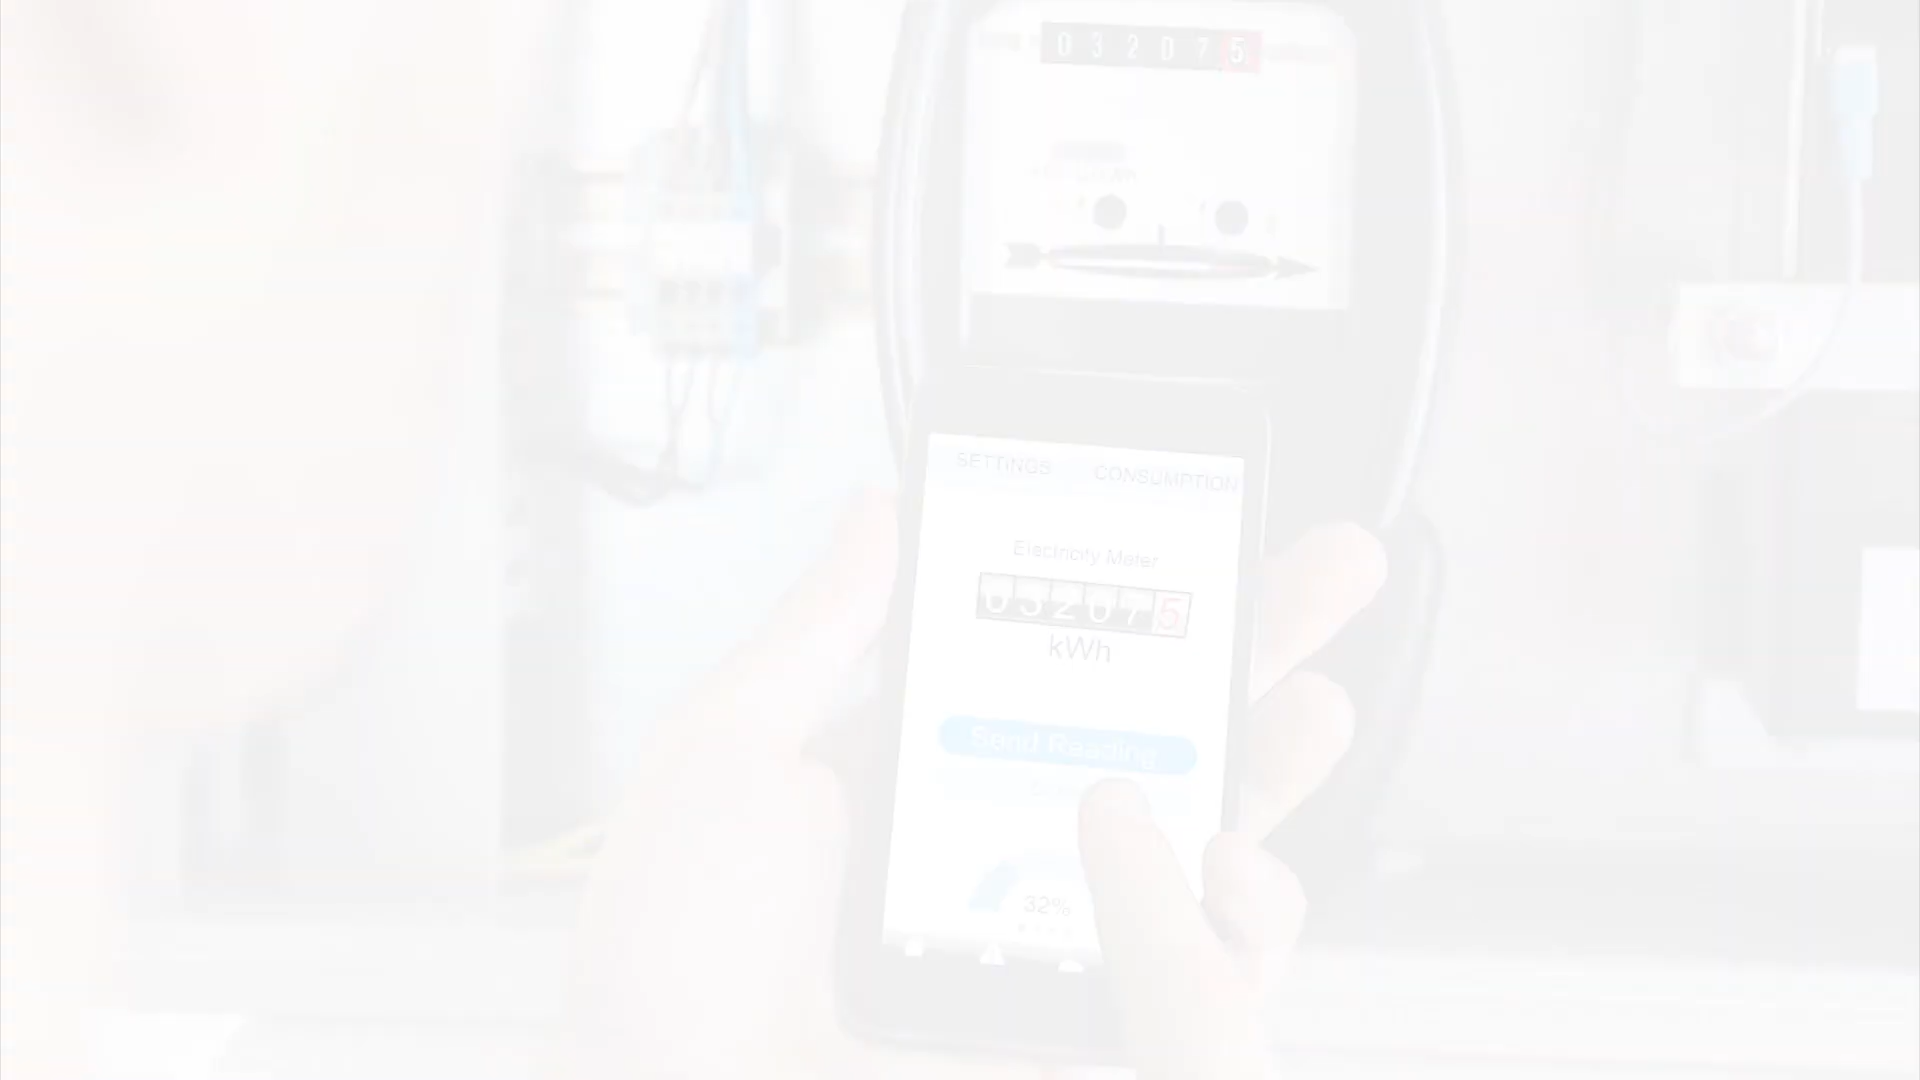 032075
SETTINGS CONSUMPTION
Electricity Meter
032075
kWh
Send Reading
32%